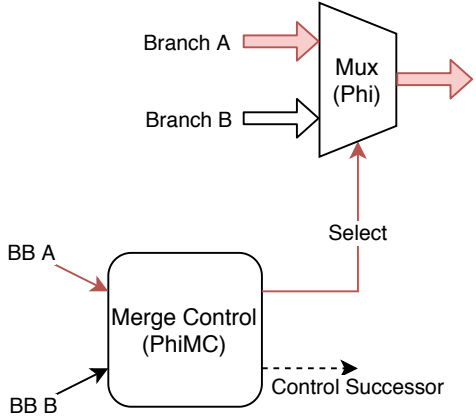 Branch A
Mux
(Phi)
Branch B
Select
BB A
Merge Control
(PhiMC)
Control Successor
BB B